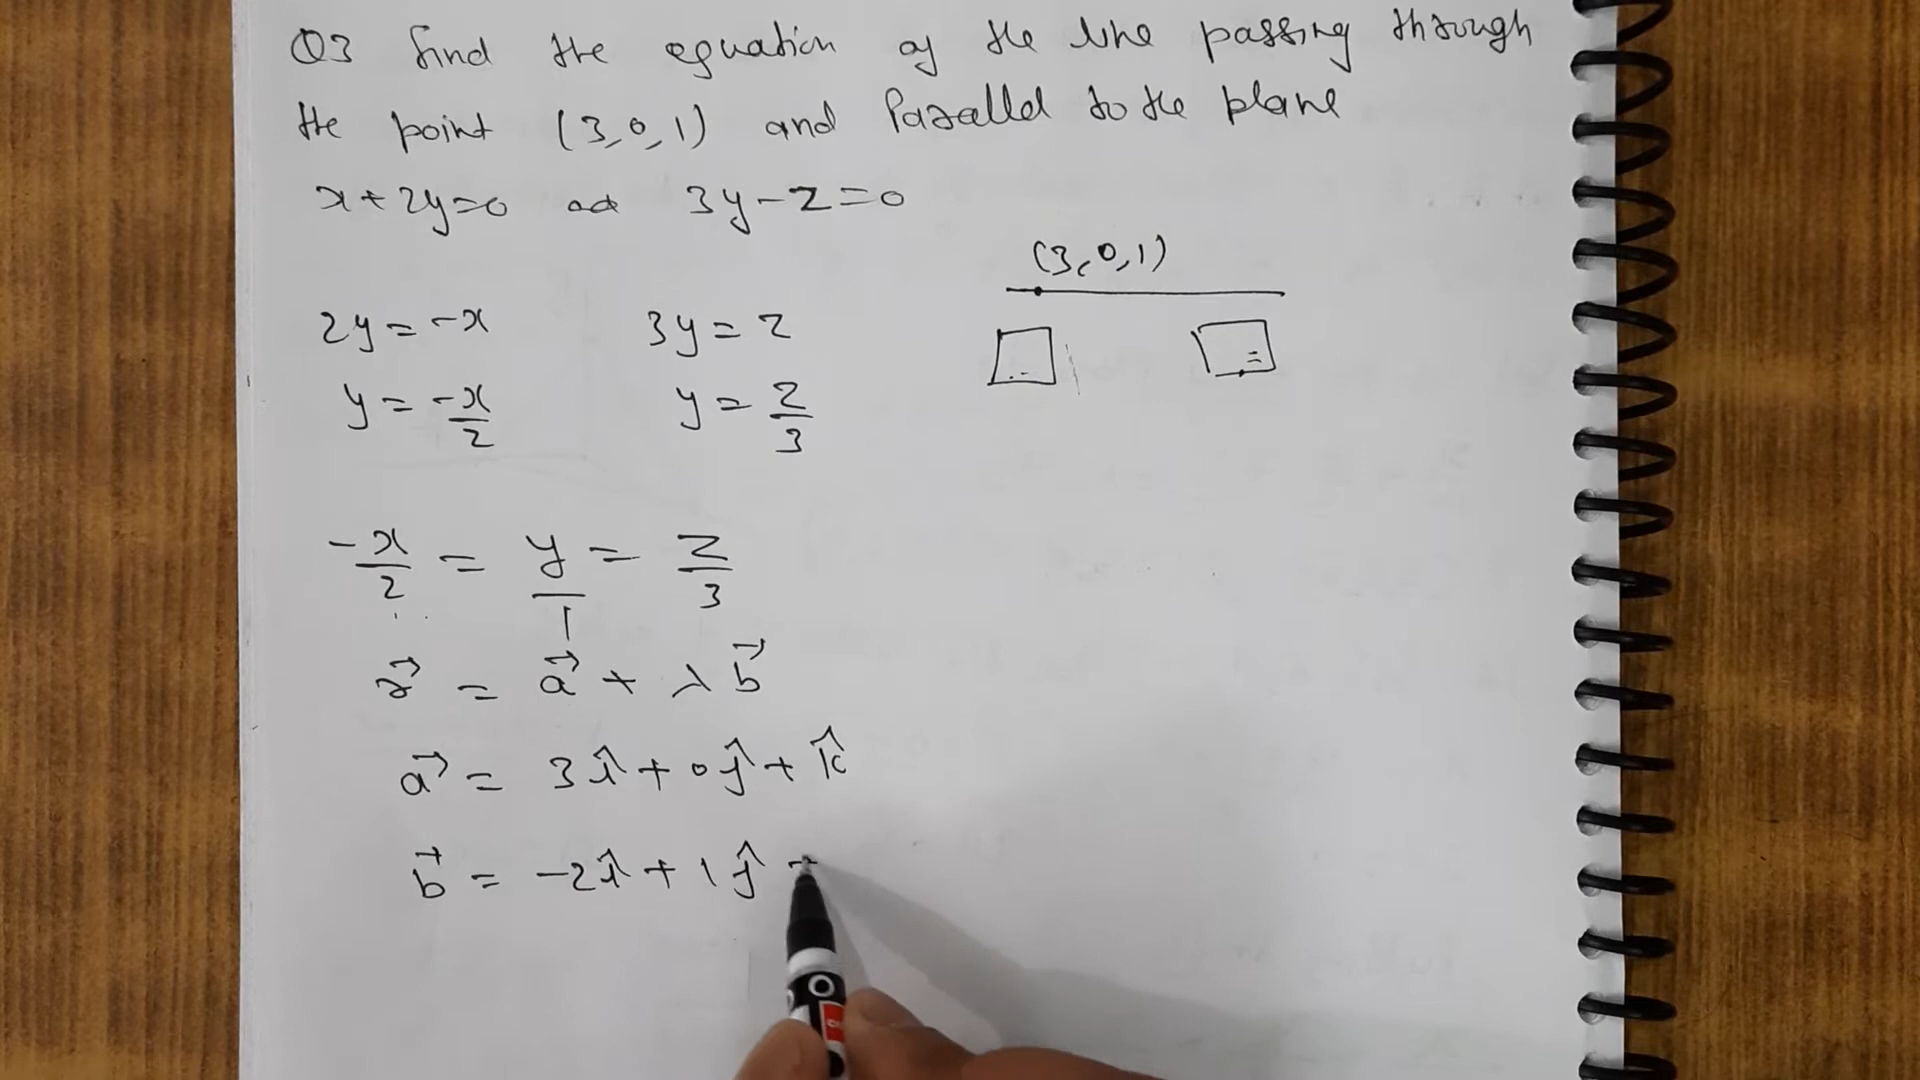 Q3 find the equation of the line passing through
the point (3,0,1) and Parallel to the plane
x+2y=0 and 3y-z=0
(3,0,1)
2y=-x 3y=z
y=-x/2 y=z/3
-x/2 = y/1 = z/3
r⃗ = a⃗ + λb⃗
a⃗ = 3î+0ĵ+k̂
b⃗ = -2î+1ĵ